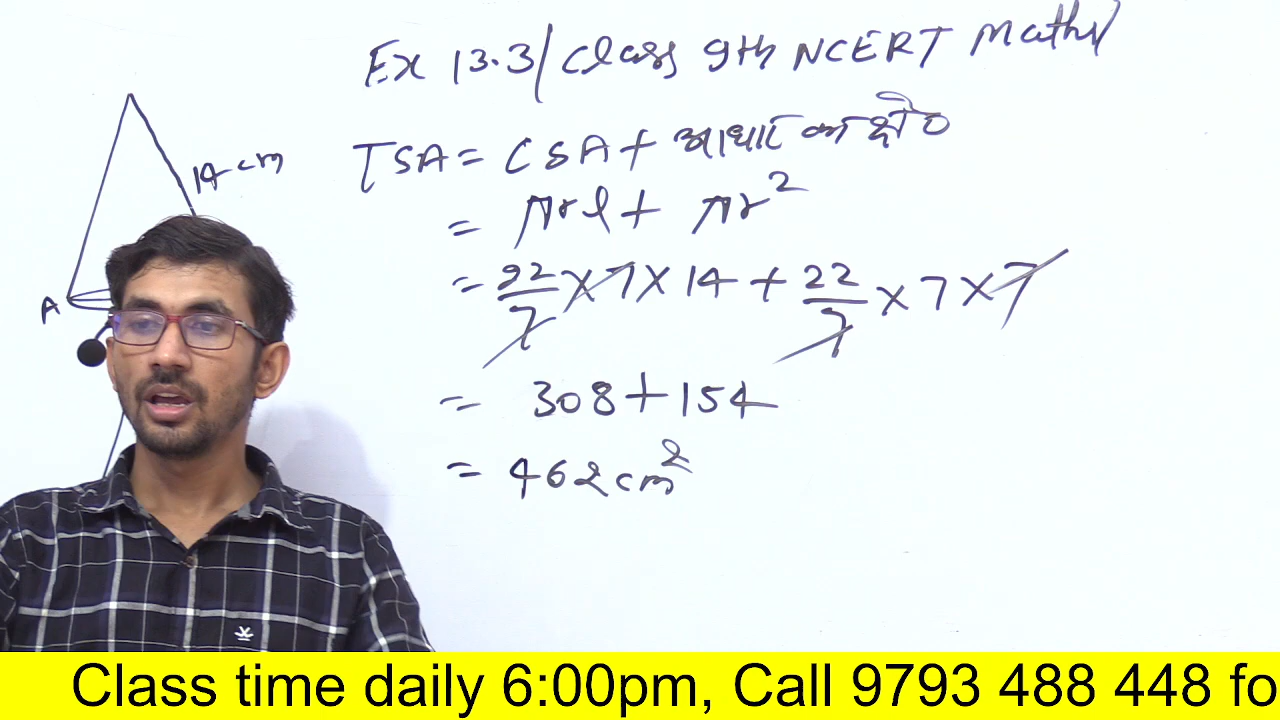 Ex 13.3/Class 9th NCERT Maths
14 cm
A
TSA = CSA + आधार का क्षे०
= πrl + πr²
= 22/7 × 7 × 14 + 22/7 × 7 × 7
= 308 + 154
= 462 cm²
Class time daily 6:00pm, Call 9793 488 448 fo